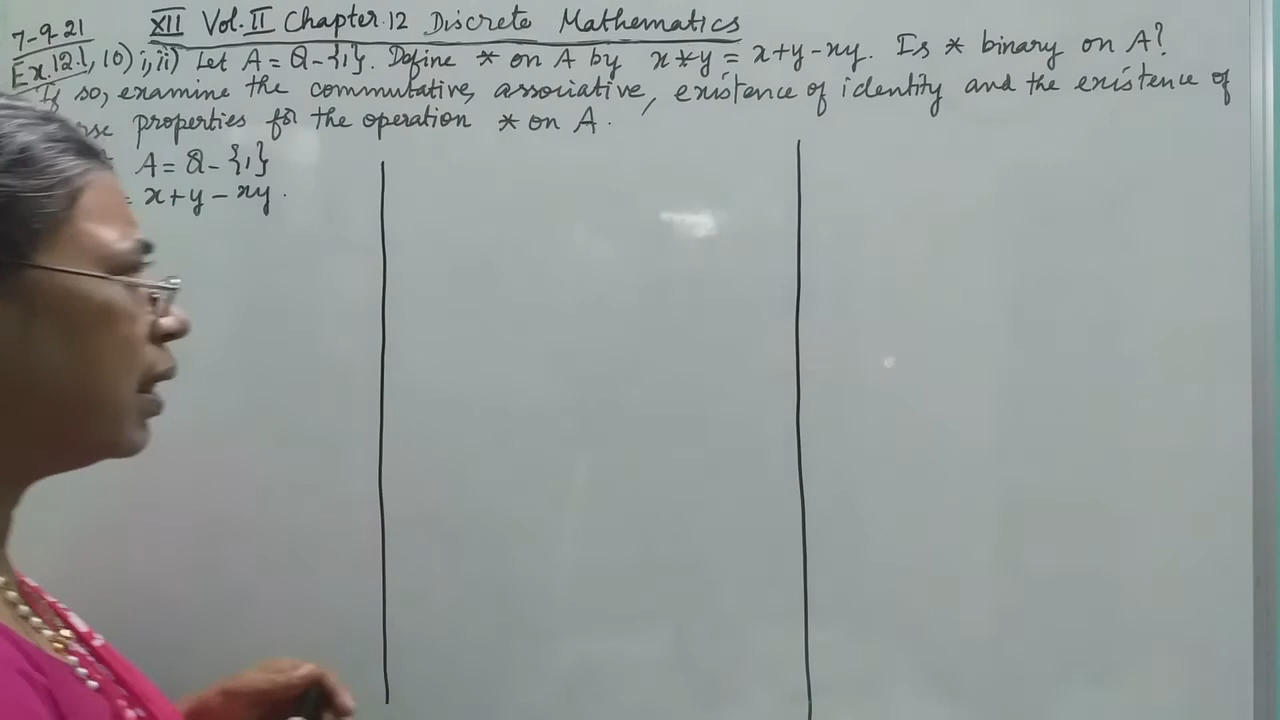 7-9-21
XII Vol. II Chapter.12 Discrete Mathematics
Ex.12.1, 10) i, ii) Let A = Q - {1}. Define * on A by x*y = x+y-xy. Is * binary on A?
If so, examine the commutative, associative, existence of identity and the existence of
properties for the operation * on A.
A = Q - {1}
= x+y - xy.